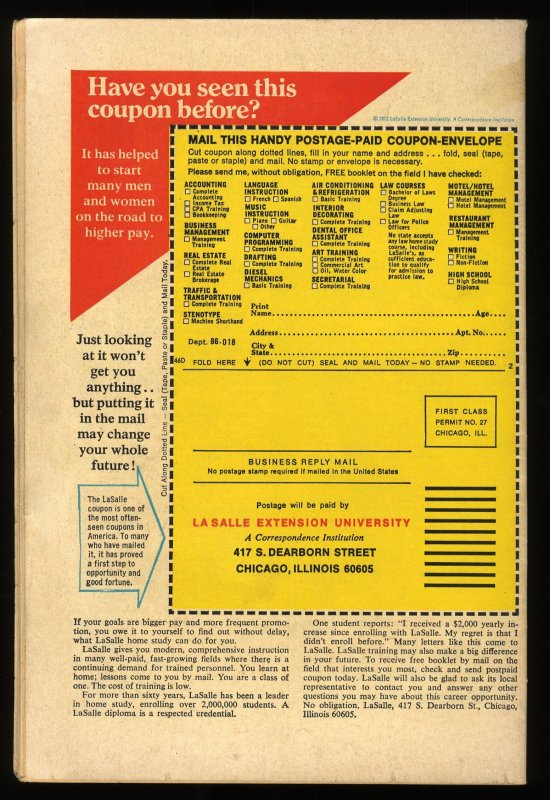 Have you seen this
coupon before?
© 1972 LaSalle Extension University. A Correspondence Institution
It has helped
to start
many men
and women
on the road to
higher pay.
MAIL THIS HANDY POSTAGE-PAID COUPON-ENVELOPE
Cut coupon along dotted lines, fill in your name and address . . . fold, seal (tape,
paste or staple) and mail. No stamp or envelope is necessary.
Please send me, without obligation, FREE booklet on the field I have checked:
ACCOUNTING
☐ Complete
Accounting
☐ Income Tax
☐ CPA Training
☐ Bookkeeping
BUSINESS
MANAGEMENT
☐ Management
Training
REAL ESTATE
☐ Complete Real
Estate
☐ Real Estate
Brokerage
TRAFFIC &
TRANSPORTATION
☐ Complete Training
STENOTYPE
☐ Machine Shorthand
LANGUAGE
INSTRUCTION
☐ French ☐ Spanish
MUSIC
INSTRUCTION
☐ Piano ☐ Guitar
☐ Other
COMPUTER
PROGRAMMING
☐ Complete Training
DRAFTING
☐ Complete Training
DIESEL
MECHANICS
☐ Basic Training
AIR CONDITIONING
& REFRIGERATION
☐ Basic Training
INTERIOR
DECORATING
☐ Complete Training
DENTAL OFFICE
ASSISTANT
☐ Complete Training
ART TRAINING
☐ Complete Training
☐ Commercial Art
☐ Oil, Water Color
SECRETARIAL
☐ Complete Training
LAW COURSES
☐ Bachelor of Laws
Degree
☐ Business Law
☐ Claim Adjusting
Law
☐ Law for Police
Officers
No state accepts
any law home study
course, including
LaSalle's, as
sufficient educa-
tion to qualify
for admission to
practice law.
MOTEL/HOTEL
MANAGEMENT
☐ Motel Management
☐ Hotel Management
RESTAURANT
MANAGEMENT
☐ Management
Training
WRITING
☐ Fiction
☐ Non-Fiction
HIGH SCHOOL
☐ High School
Diploma
Print
Name.......... Age....
Address.......... Apt. No.....
Dept. 86-018
City &
State.......... Zip..........
46D FOLD HERE ↓ (DO NOT CUT) SEAL AND MAIL TODAY — NO STAMP NEEDED. 2
Cut Along Dotted Line — Seal (Tape, Paste or Staple) and Mail Today.
Just looking
at it won't
get you
anything . .
but putting it
in the mail
may change
your whole
future!
The LaSalle
coupon is one of
the most often-
seen coupons in
America. To many
who have mailed
it, it has proved
a first step to
opportunity and
good fortune.
FIRST CLASS
PERMIT NO. 27
CHICAGO, ILL.
BUSINESS REPLY MAIL
No postage stamp required if mailed in the United States
Postage will be paid by
LA SALLE EXTENSION UNIVERSITY
A Correspondence Institution
417 S. DEARBORN STREET
CHICAGO, ILLINOIS 60605
If your goals are bigger pay and more frequent promo-
tion, you owe it to yourself to find out without delay,
what LaSalle home study can do for you.
LaSalle gives you modern, comprehensive instruction
in many well-paid, fast-growing fields where there is a
continuing demand for trained personnel. You learn at
home; lessons come to you by mail. You are a class of
one. The cost of training is low.
For more than sixty years, LaSalle has been a leader
in home study, enrolling over 2,000,000 students. A
LaSalle diploma is a respected credential.
One student reports: "I received a $2,000 yearly in-
crease since enrolling with LaSalle. My regret is that I
didn't enroll before." Many letters like this come to
LaSalle. LaSalle training may also make a big difference
in your future. To receive free booklet by mail on the
field that interests you most, check and send postpaid
coupon today. LaSalle will also be glad to ask its local
representative to contact you and answer any other
questions you may have about this career opportunity.
No obligation. LaSalle, 417 S. Dearborn St., Chicago,
Illinois 60605.